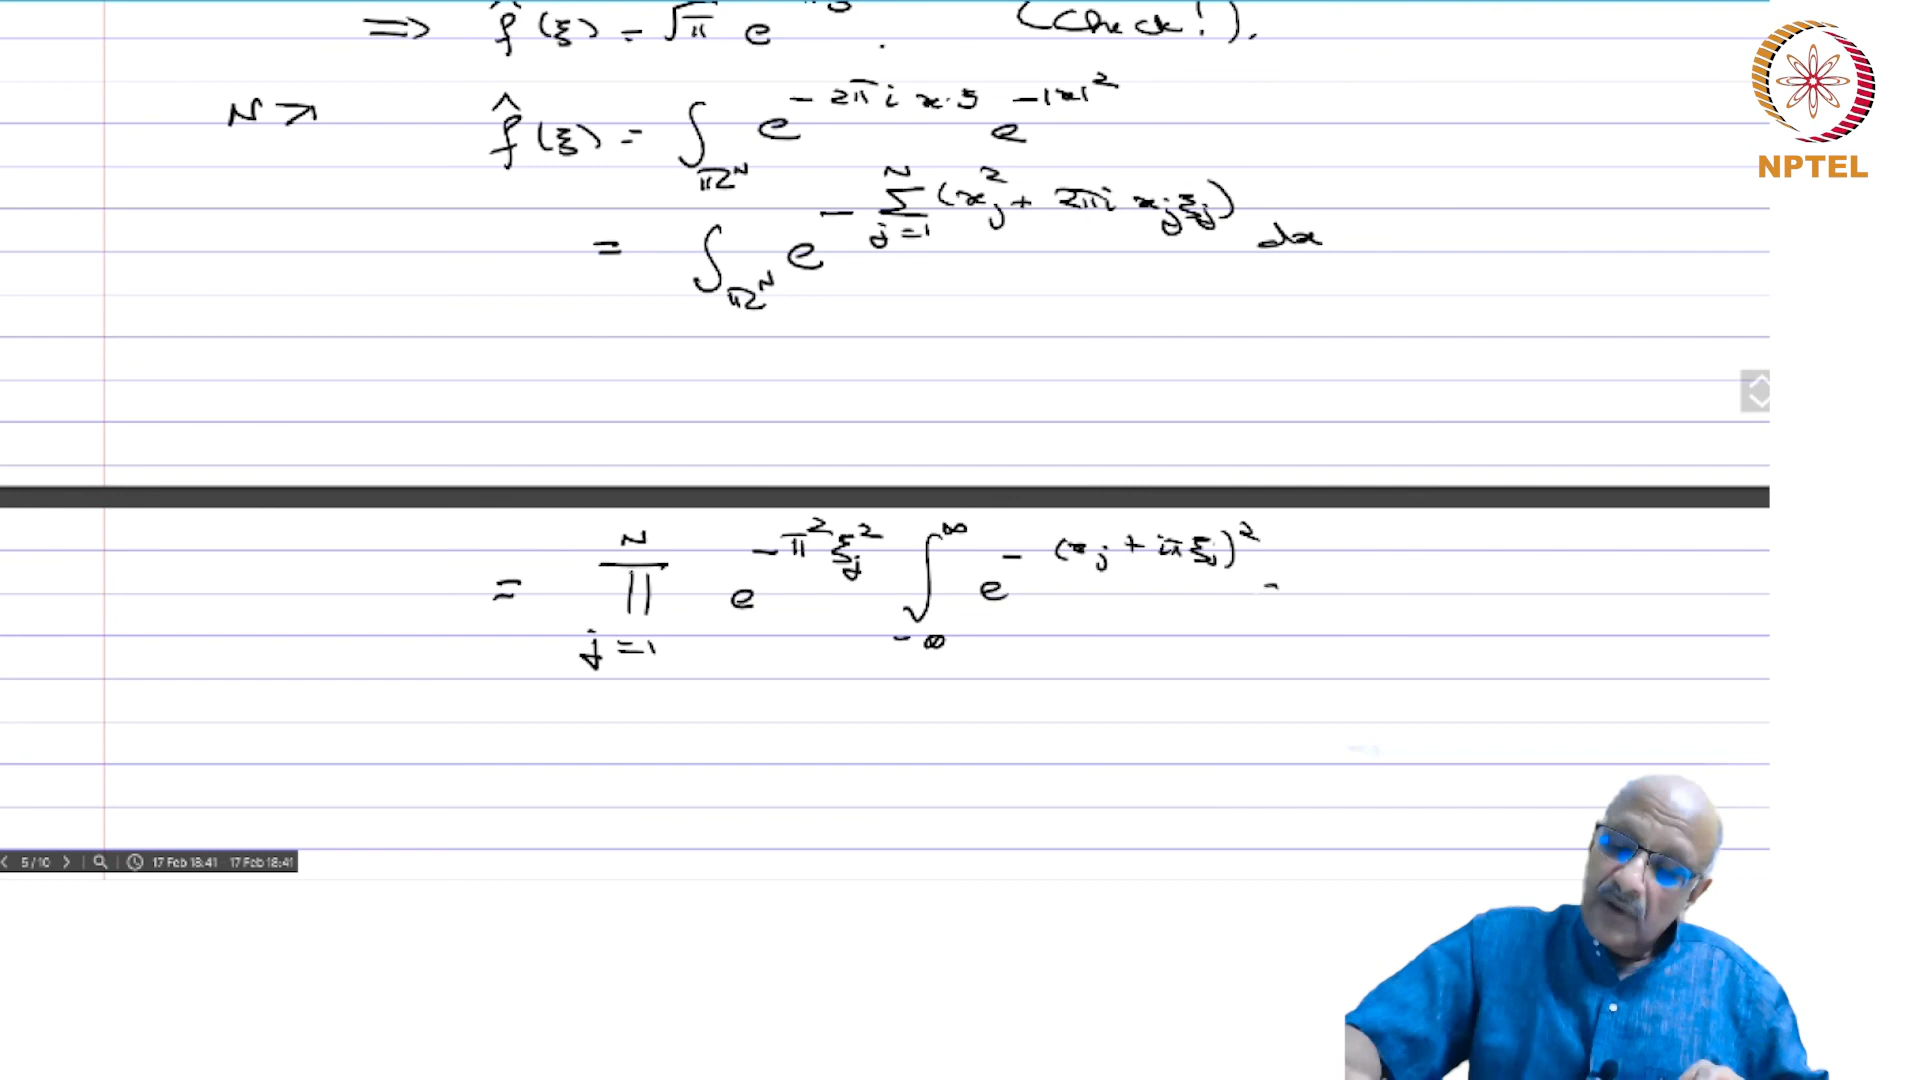 ⇒ f̂(ξ) = √π e . (Check!).
N > f̂(ξ) = ∫_{ℝ^N} e^{-2πi x·ξ} e^{-|x|²}
= ∫_{ℝ^N} e^{-∑_{j=1}^{N} (x_j² + 2πi x_j ξ_j)} dx
= ∏_{j=1}^{N} e^{-π² ξ_j²} ∫_{-∞}^{∞} e^{-(x_j + iπ ξ_j)²}
NPTEL
5/10 17 Feb 18:41 17 Feb 18:41